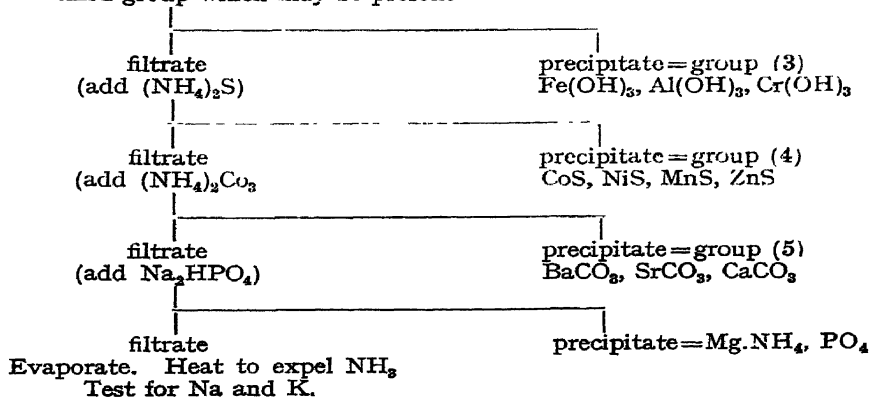 filtrate
(add (NH₄)₂S)
precipitate=group (3)
Fe(OH)₃, Al(OH)₃, Cr(OH)₃
filtrate
(add (NH₄)₂Co₃
precipitate=group (4)
CoS, NiS, MnS, ZnS
filtrate
(add Na₂HPO₄)
precipitate=group (5)
BaCO₃, SrCO₃, CaCO₃
filtrate
Evaporate. Heat to expel NH₃
Test for Na and K.
precipitate=Mg.NH₄, PO₄